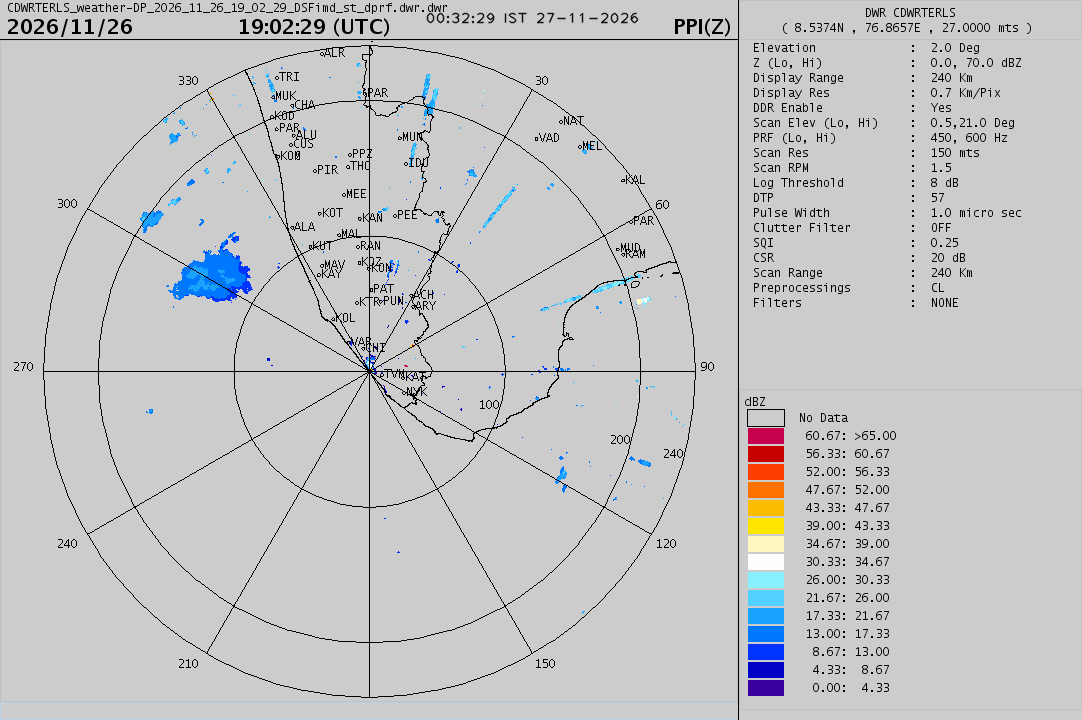 CDWRTERLS_weather-DP_2026_11_26_19_02_29_DSFimd_st_dprf.dwr.dwr
2026/11/26 19:02:29 (UTC) 00:32:29 IST 27-11-2026 PPI(Z)
DWR CDWRTERLS
( 8.5374N , 76.8657E , 27.0000 mts )
Elevation : 2.0 Deg
Z (Lo, Hi) : 0.0, 70.0 dBZ
Display Range : 240 Km
Display Res : 0.7 Km/Pix
DDR Enable : Yes
Scan Elev (Lo, Hi) : 0.5,21.0 Deg
PRF (Lo, Hi) : 450, 600 Hz
Scan Res : 150 mts
Scan RPM : 1.5
Log Threshold : 8 dB
DTP : 57
Pulse Width : 1.0 micro sec
Clutter Filter : OFF
SQI : 0.25
CSR : 20 dB
Scan Range : 240 Km
Preprocessings : CL
Filters : NONE
dBZ
No Data
60.67: >65.00
56.33: 60.67
52.00: 56.33
47.67: 52.00
43.33: 47.67
39.00: 43.33
34.67: 39.00
30.33: 34.67
26.00: 30.33
21.67: 26.00
17.33: 21.67
13.00: 17.33
8.67: 13.00
4.33: 8.67
0.00: 4.33
ALR
330 TRI 30
MUK PAR
CHA
KOD NAT
PAR
ALU MUN VAD
CUS MEL
PPZ
IDU
PIR THO
KAL
MEE
300 60
KOT KAN PEE PAR
ALA MAL
KUT RAN MUD
RAM
MAV KOZ
KAY KON
PAT
KTR PUN ACH
ARY
KOL
VAR
CHI
270 TVM KAT 90
NYK
100
200
240
240 120
210 150